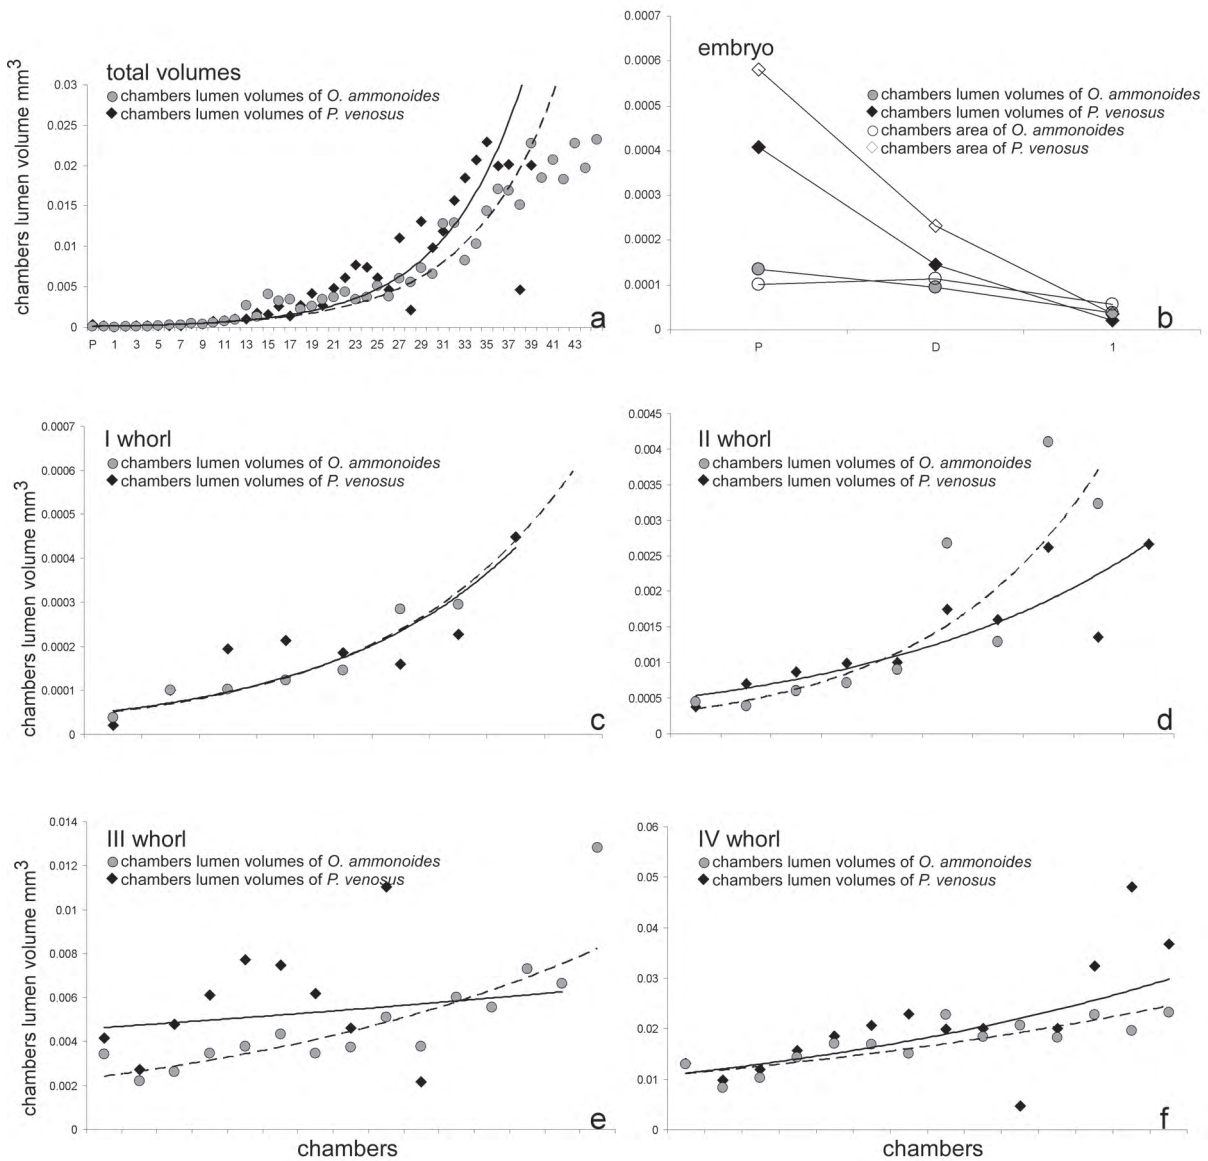 total volumes
chambers lumen volumes of O. ammonoides
chambers lumen volumes of P. venosus
chambers lumen volume mm3
0.03
0.025
0.02
0.015
0.01
0.005
0
P 1 3 5 7 9 11 13 15 17 19 21 23 25 27 29 31 33 35 37 39 41 43
a
embryo
chambers lumen volumes of O. ammonoides
chambers lumen volumes of P. venosus
chambers area of O. ammonoides
chambers area of P. venosus
0.0007
0.0006
0.0005
0.0004
0.0003
0.0002
0.0001
0
P D 1
b
I whorl
chambers lumen volumes of O. ammonoides
chambers lumen volumes of P. venosus
chambers lumen volume mm3
0.0007
0.0006
0.0005
0.0004
0.0003
0.0002
0.0001
0
c
II whorl
chambers lumen volumes of O. ammonoides
chambers lumen volumes of P. venosus
0.0045
0.004
0.0035
0.003
0.0025
0.002
0.0015
0.001
0.0005
0
d
III whorl
chambers lumen volumes of O. ammonoides
chambers lumen volumes of P. venosus
chambers lumen volume mm3
0.014
0.012
0.01
0.008
0.006
0.004
0.002
0
e
chambers
IV whorl
chambers lumen volumes of O. ammonoides
chambers lumen volumes of P. venosus
0.06
0.05
0.04
0.03
0.02
0.01
0
f
chambers